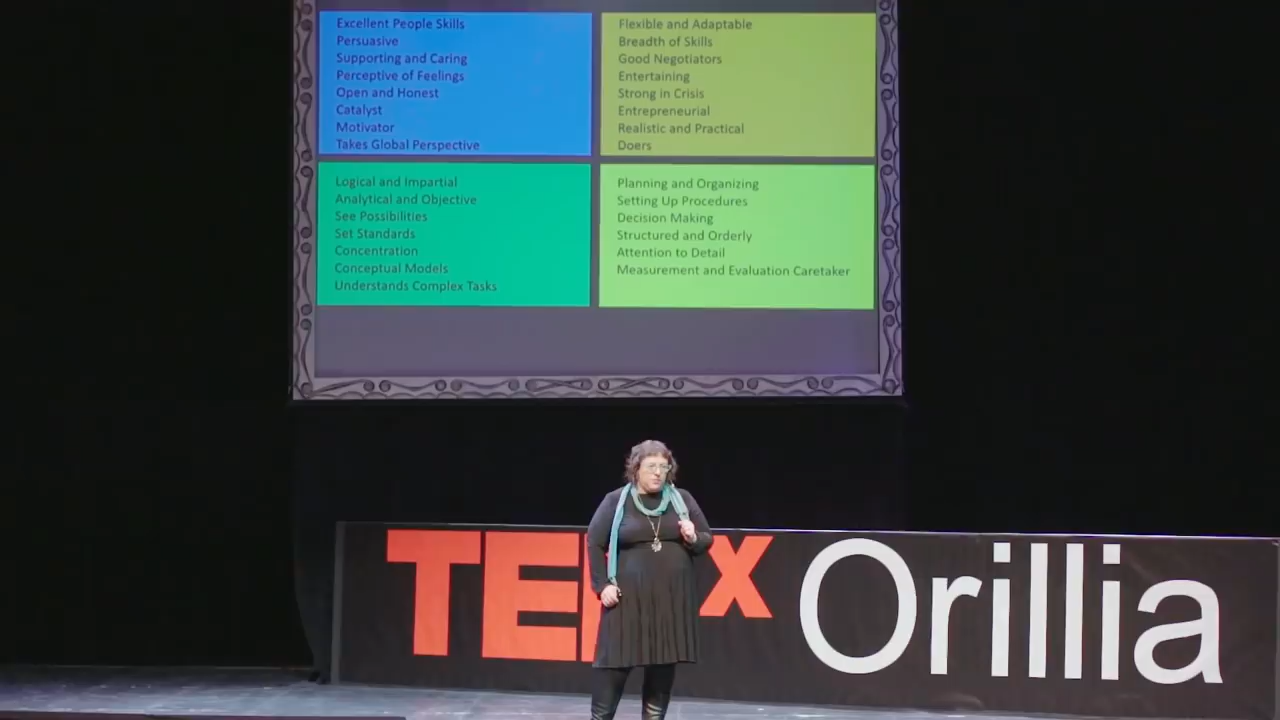 Excellent People Skills
Persuasive
Supporting and Caring
Perceptive of Feelings
Open and Honest
Catalyst
Motivator
Takes Global Perspective
Flexible and Adaptable
Breadth of Skills
Good Negotiators
Entertaining
Strong in Crisis
Entrepreneurial
Realistic and Practical
Doers
Logical and Impartial
Analytical and Objective
See Possibilities
Set Standards
Concentration
Conceptual Models
Understands Complex Tasks
Planning and Organizing
Setting Up Procedures
Decision Making
Structured and Orderly
Attention to Detail
Measurement and Evaluation Caretaker
TEDx Orillia